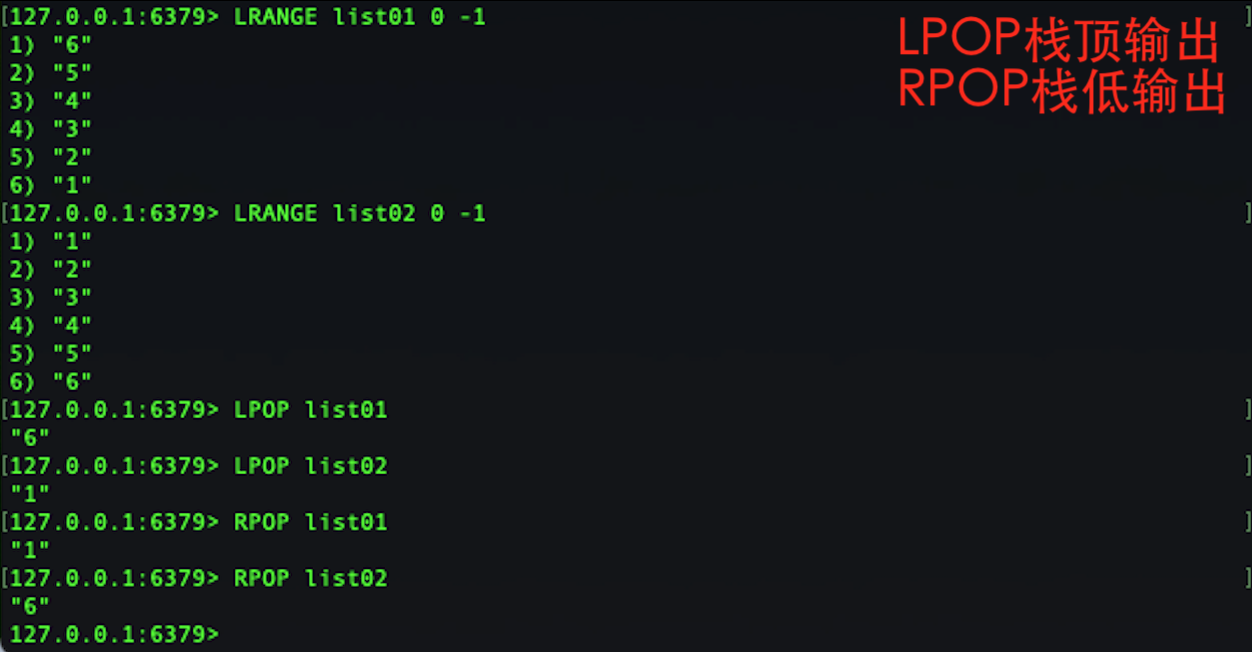 [127.0.0.1:6379> LRANGE list01 0 -1 ]
1) "6"
2) "5"
3) "4"
4) "3"
5) "2"
6) "1"
[127.0.0.1:6379> LRANGE list02 0 -1 ]
1) "1"
2) "2"
3) "3"
4) "4"
5) "5"
6) "6"
[127.0.0.1:6379> LPOP list01 ]
"6"
[127.0.0.1:6379> LPOP list02 ]
"1"
[127.0.0.1:6379> RPOP list01 ]
"1"
[127.0.0.1:6379> RPOP list02 ]
"6"
127.0.0.1:6379>
LPOP栈顶输出
RPOP栈低输出